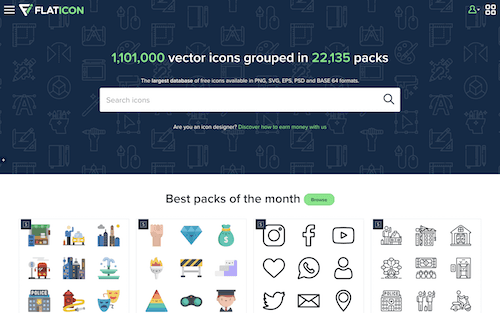 FLATICON
1,101,000 vector icons grouped in 22,135 packs
The largest database of free icons available in PNG, SVG, EPS, PSD and BASE 64 formats.
Search icons
Are you an icon designer? Discover how to earn money with us
Best packs of the month
Browse
POLICE
POLICE